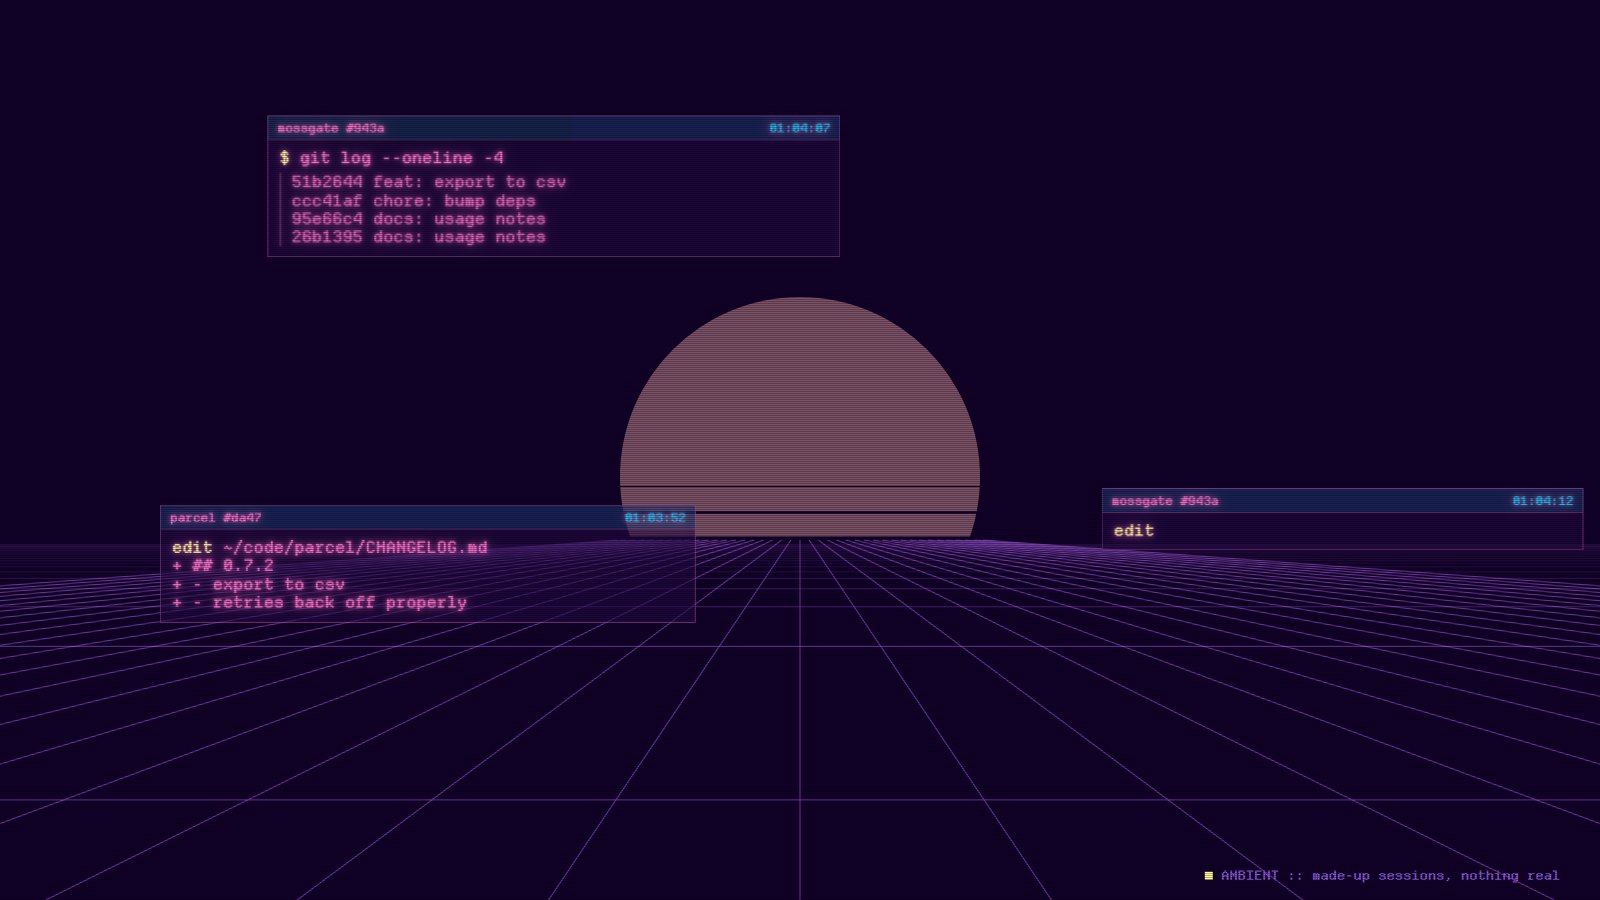 mossgate #943a 01:04:07
$ git log --oneline -4
51b2644 feat: export to csv
ccc41af chore: bump deps
95e66c4 docs: usage notes
26b1395 docs: usage notes
parcel #da47 01:03:52
edit ~/code/parcel/CHANGELOG.md
+ ## 0.7.2
+ - export to csv
+ - retries back off properly
mossgate #943a 01:04:12
edit
AMBIENT :: made-up sessions, nothing real